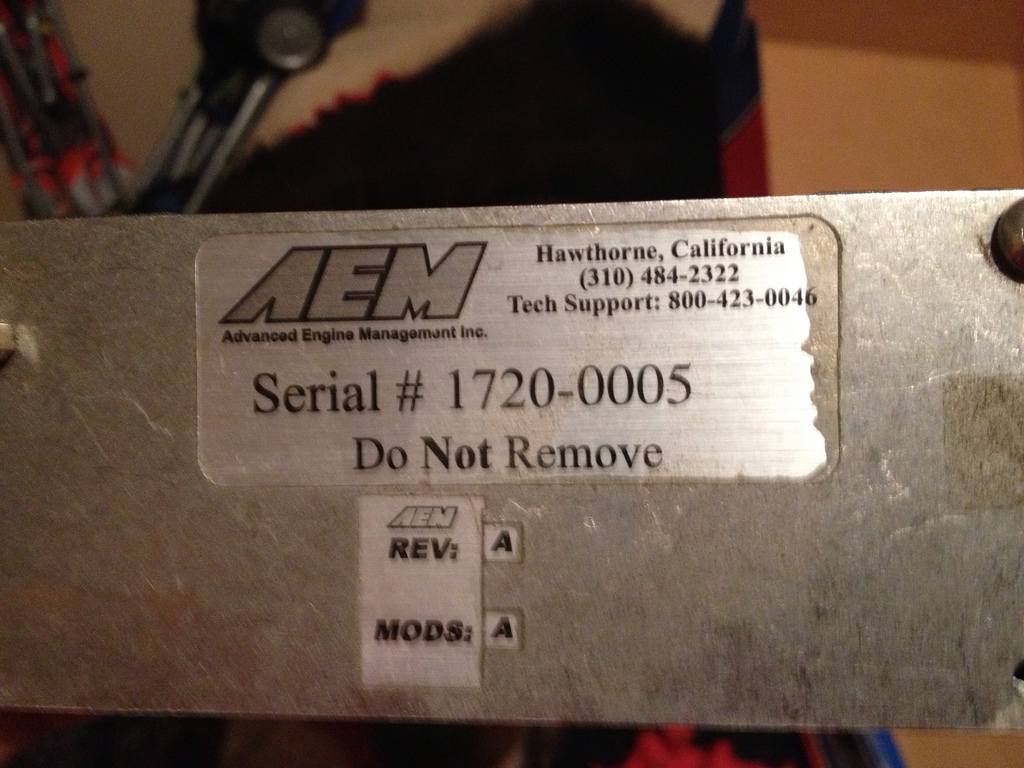 AEM
Advanced Engine Management Inc.
Hawthorne, California
(310) 484-2322
Tech Support: 800-423-0046
Serial # 1720-0005
Do Not Remove
AEM
REV: A
MODS: A